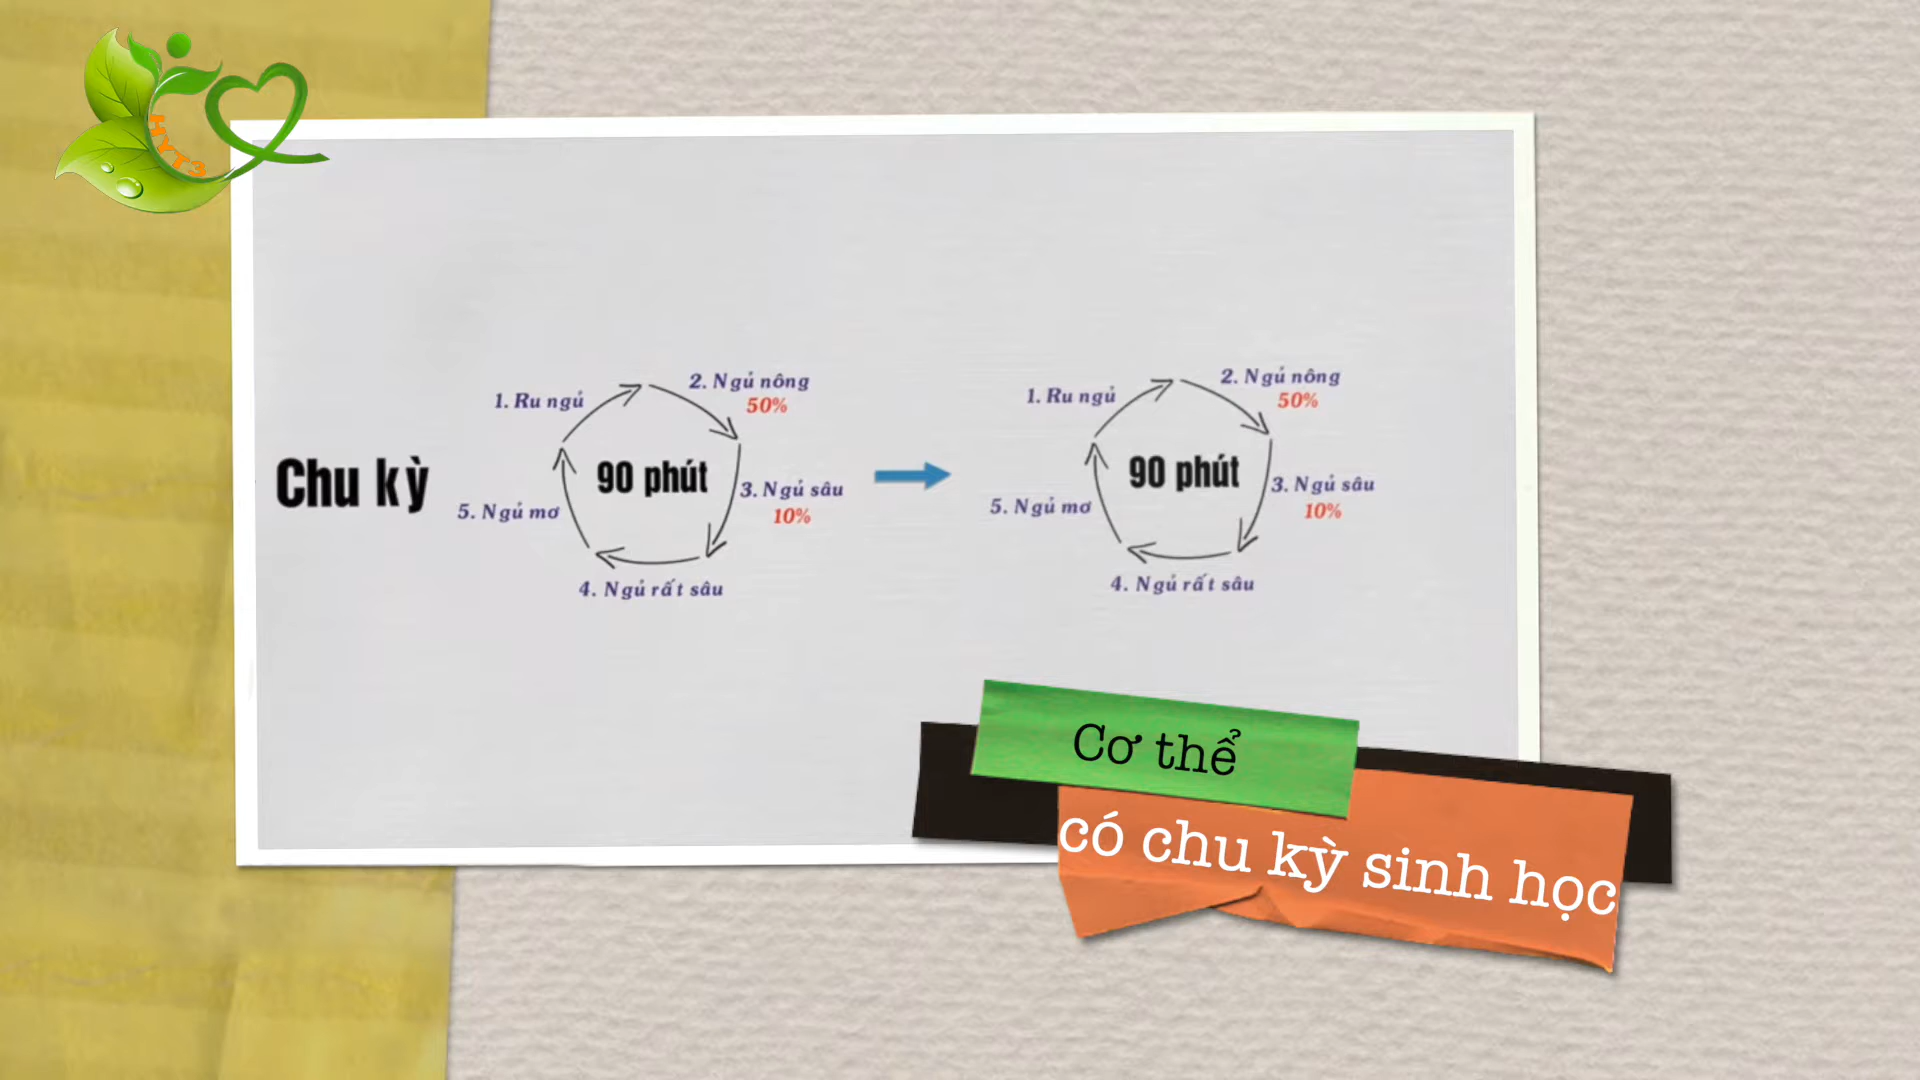 HYT3
Chu kỳ
1. Ru ngủ
2. Ngủ nông
50%
90 phút
3. Ngủ sâu
10%
4. Ngủ rất sâu
5. Ngủ mơ
1. Ru ngủ
2. Ngủ nông
50%
90 phút
3. Ngủ sâu
10%
4. Ngủ rất sâu
5. Ngủ mơ
Cơ thể
có chu kỳ sinh học